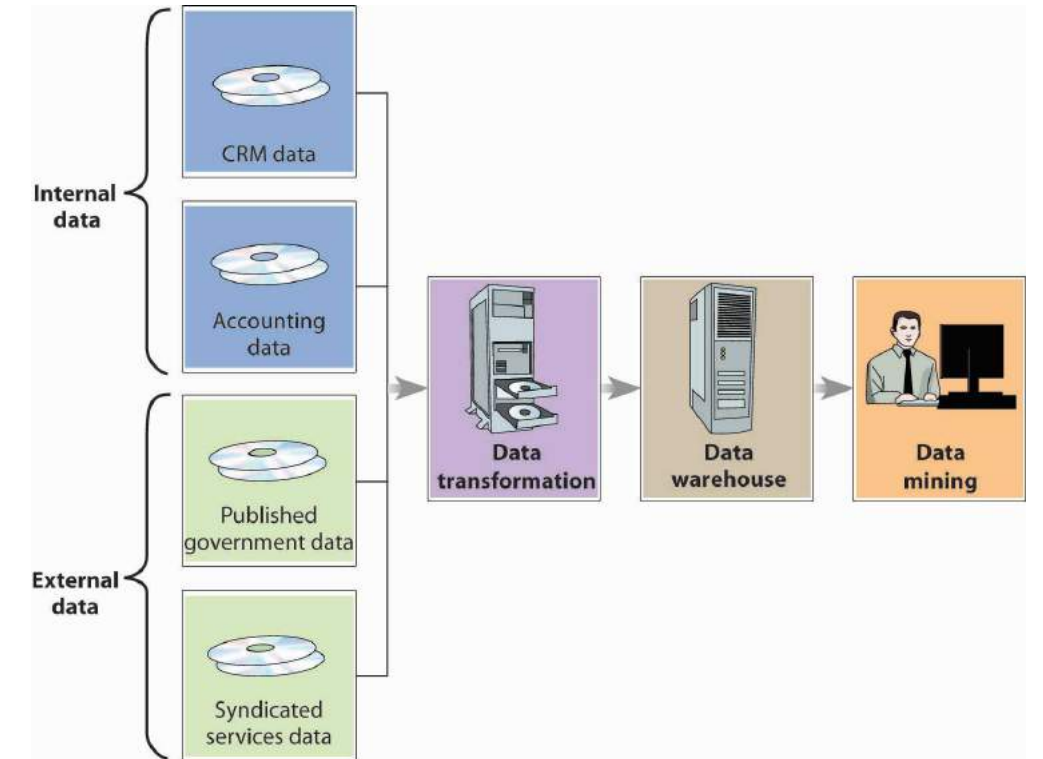 Internal
data
CRM data
Accounting
data
External
data
Published
government data
Syndicated
services data
Data
transformation
Data
warehouse
Data
mining